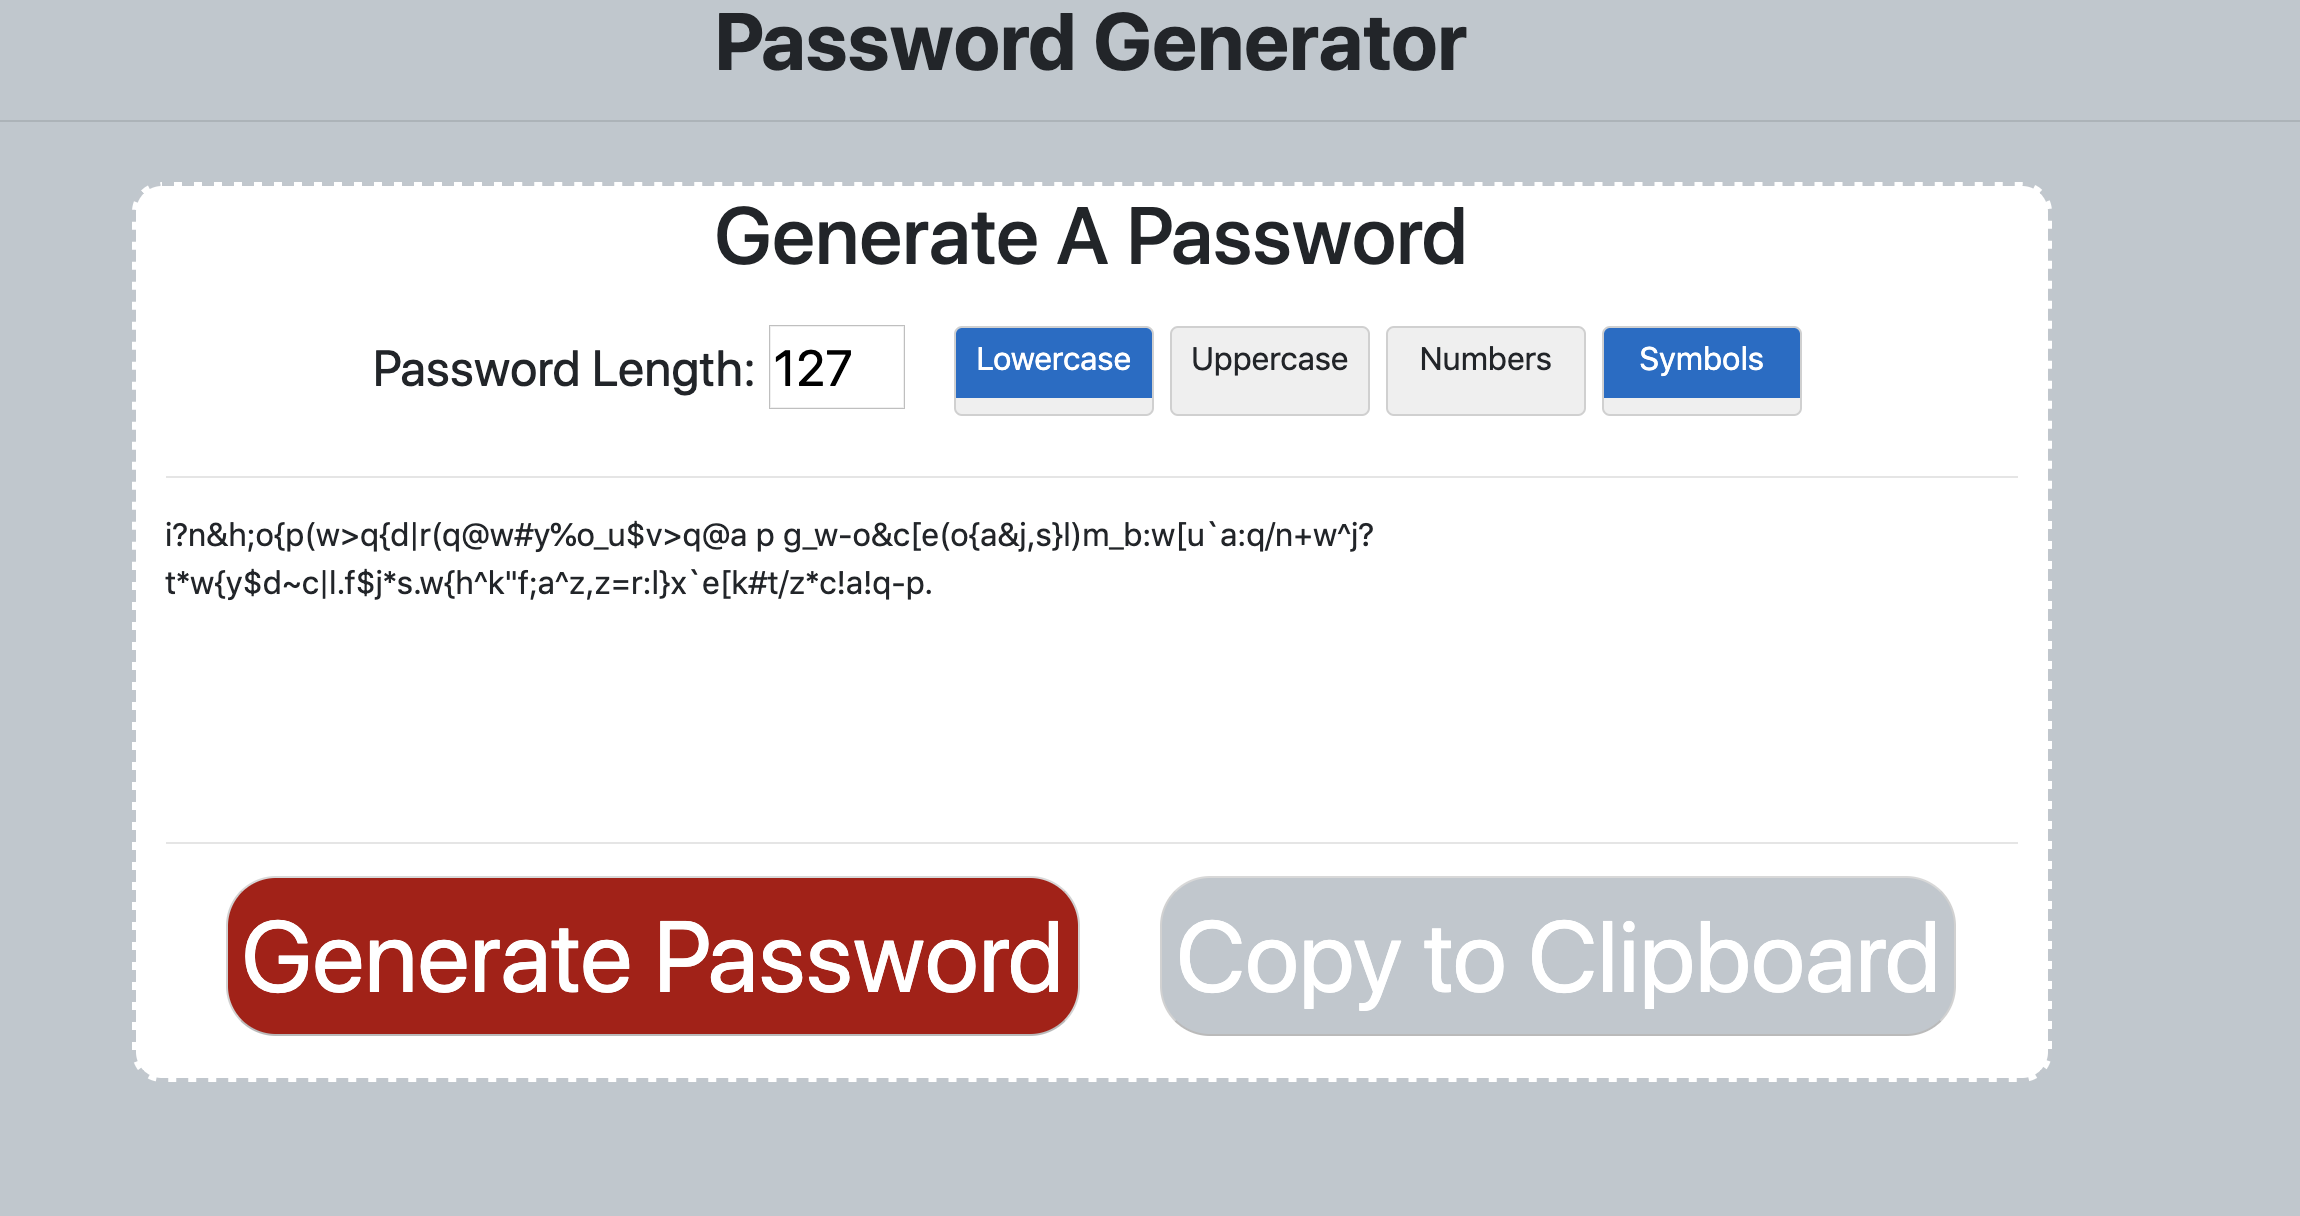 Password Generator
Generate A Password
Password Length: 127 Lowercase Uppercase Numbers Symbols
i?n&h;o{p(w>q{d|r(q@w#y%o_u$v>q@a p g_w-o&c[e(o{a&j,s}l)m_b:w[u`a:q/n+w^j?
t*w{y$d~c|l.f$j*s.w{h^k"f;a^z,z=r:l}x`e[k#t/z*c!a!q-p.
Generate Password Copy to Clipboard